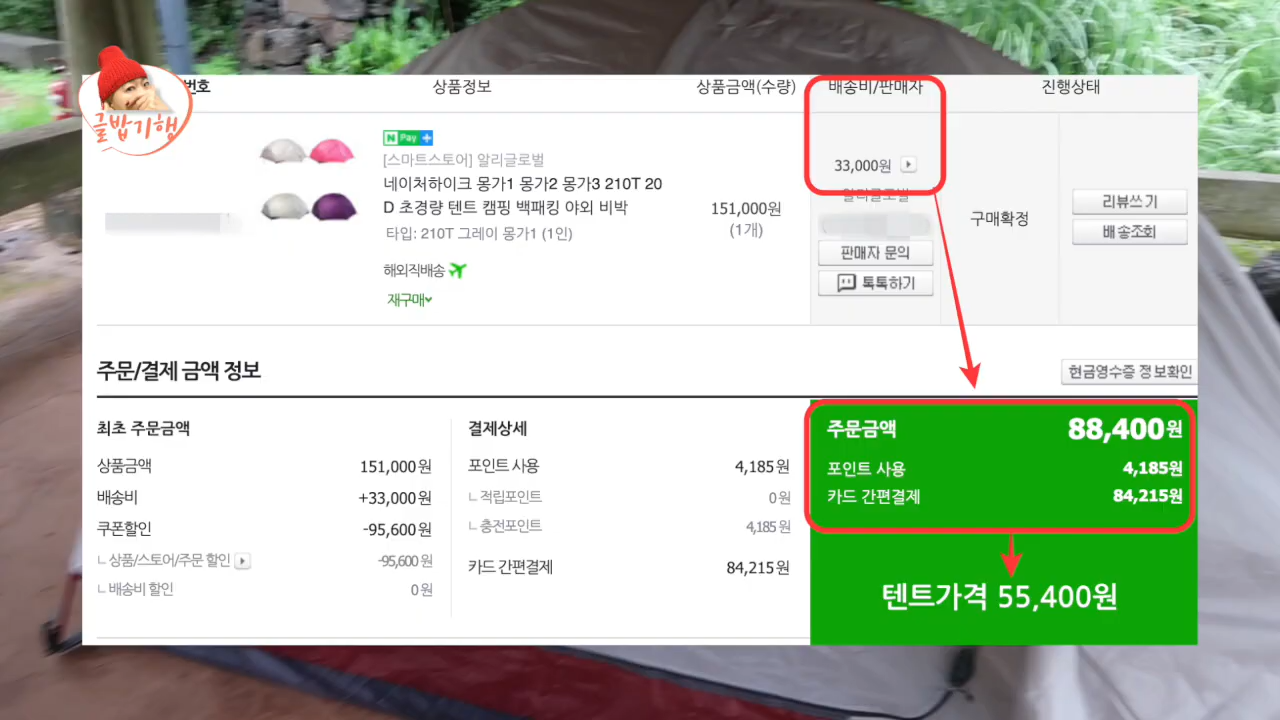 번호
상품정보
상품금액(수량)
배송비/판매자
진행상태
글밥기행
N Pay +
[스마트스토어] 알리글로벌
네이처하이크 몽가1 몽가2 몽가3 210T 20
D 초경량 텐트 캠핑 백패킹 야외 비박
타입: 210T 그레이 몽가1 (1인)
해외직배송
재구매
151,000원
(1개)
33,000원
알리글로벌
판매자 문의
톡톡하기
구매확정
리뷰쓰기
배송조회
주문/결제 금액 정보
현금영수증 정보확인
최초 주문금액
상품금액 151,000원
배송비 +33,000원
쿠폰할인 -95,600원
ㄴ 상품/스토어/주문 할인 -95,600원
ㄴ 배송비 할인 0원
결제상세
포인트 사용 4,185원
ㄴ 적립포인트 0원
ㄴ 충전포인트 4,185원
카드 간편결제 84,215원
주문금액 88,400원
포인트 사용 4,185원
카드 간편결제 84,215원
텐트가격 55,400원